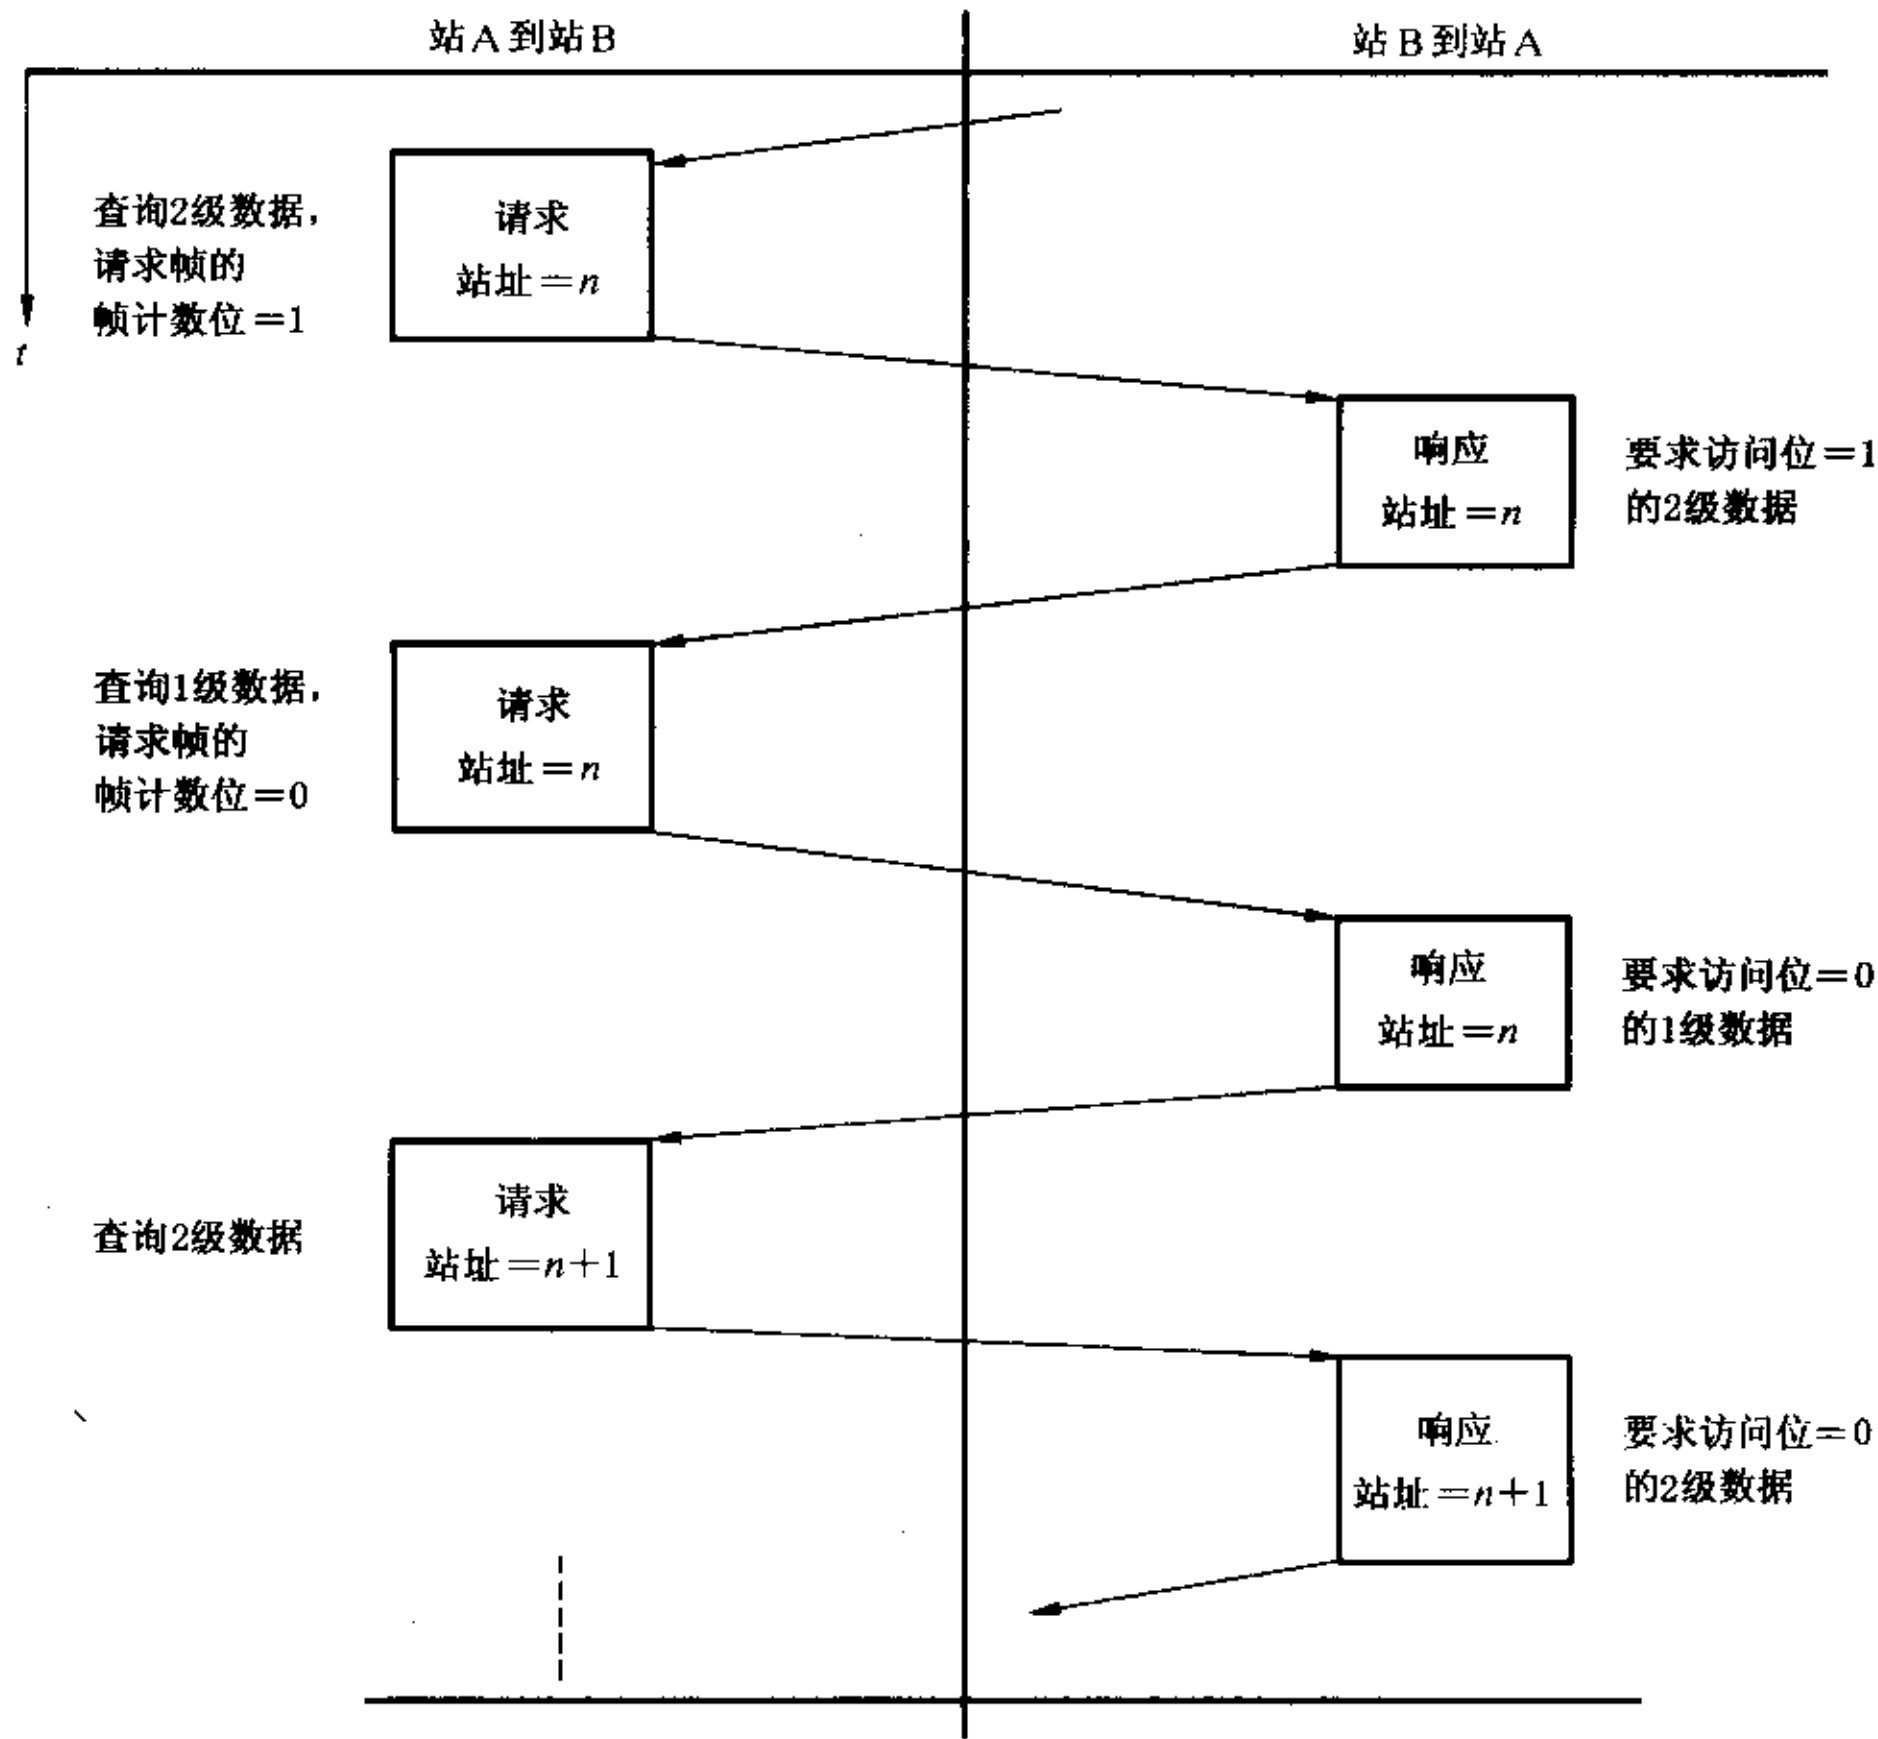 站A到站B
站B到站A
t
查询2级数据，
请求帧的
帧计数位＝1
请求
站址＝n
响应
站址＝n
要求访问位＝1
的2级数据
查询1级数据，
请求帧的
帧计数位＝0
请求
站址＝n
响应
站址＝n
要求访问位＝0
的1级数据
查询2级数据
请求
站址＝n＋1
响应
站址＝n＋1
要求访问位＝0
的2级数据